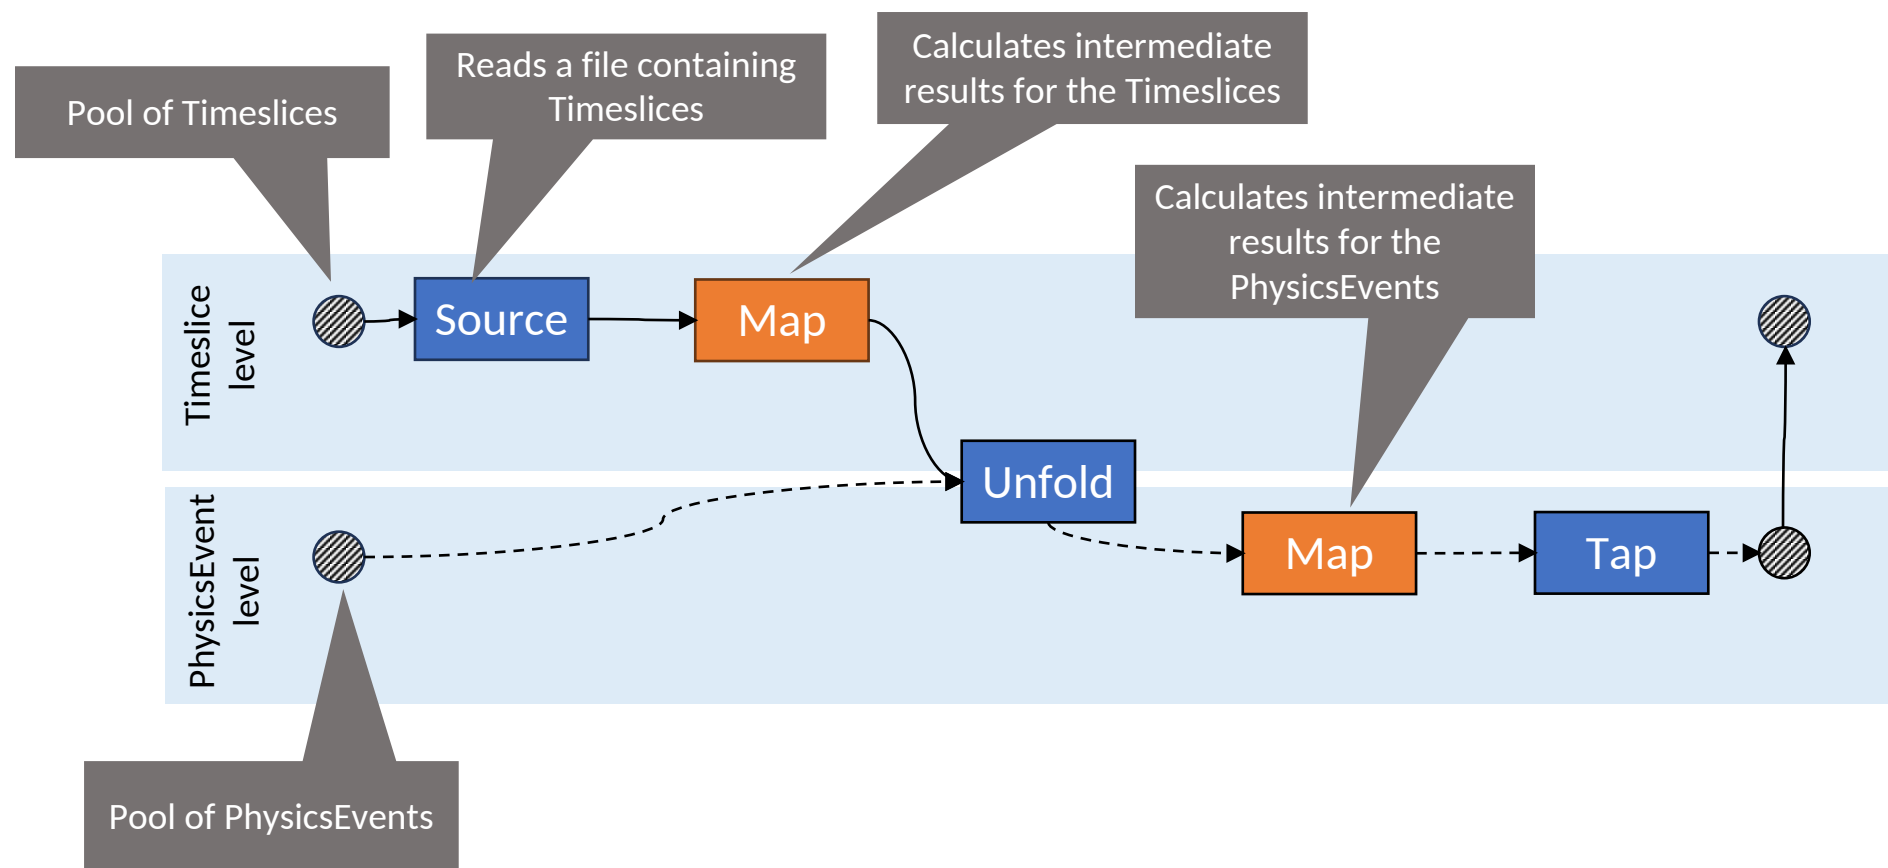 Pool of Timeslices
Reads a file containing
Timeslices
Calculates intermediate
results for the Timeslices
Calculates intermediate
results for the
PhysicsEvents
Timeslice
level
Source
Map
Unfold
PhysicsEvent
level
Map
Tap
Pool of PhysicsEvents